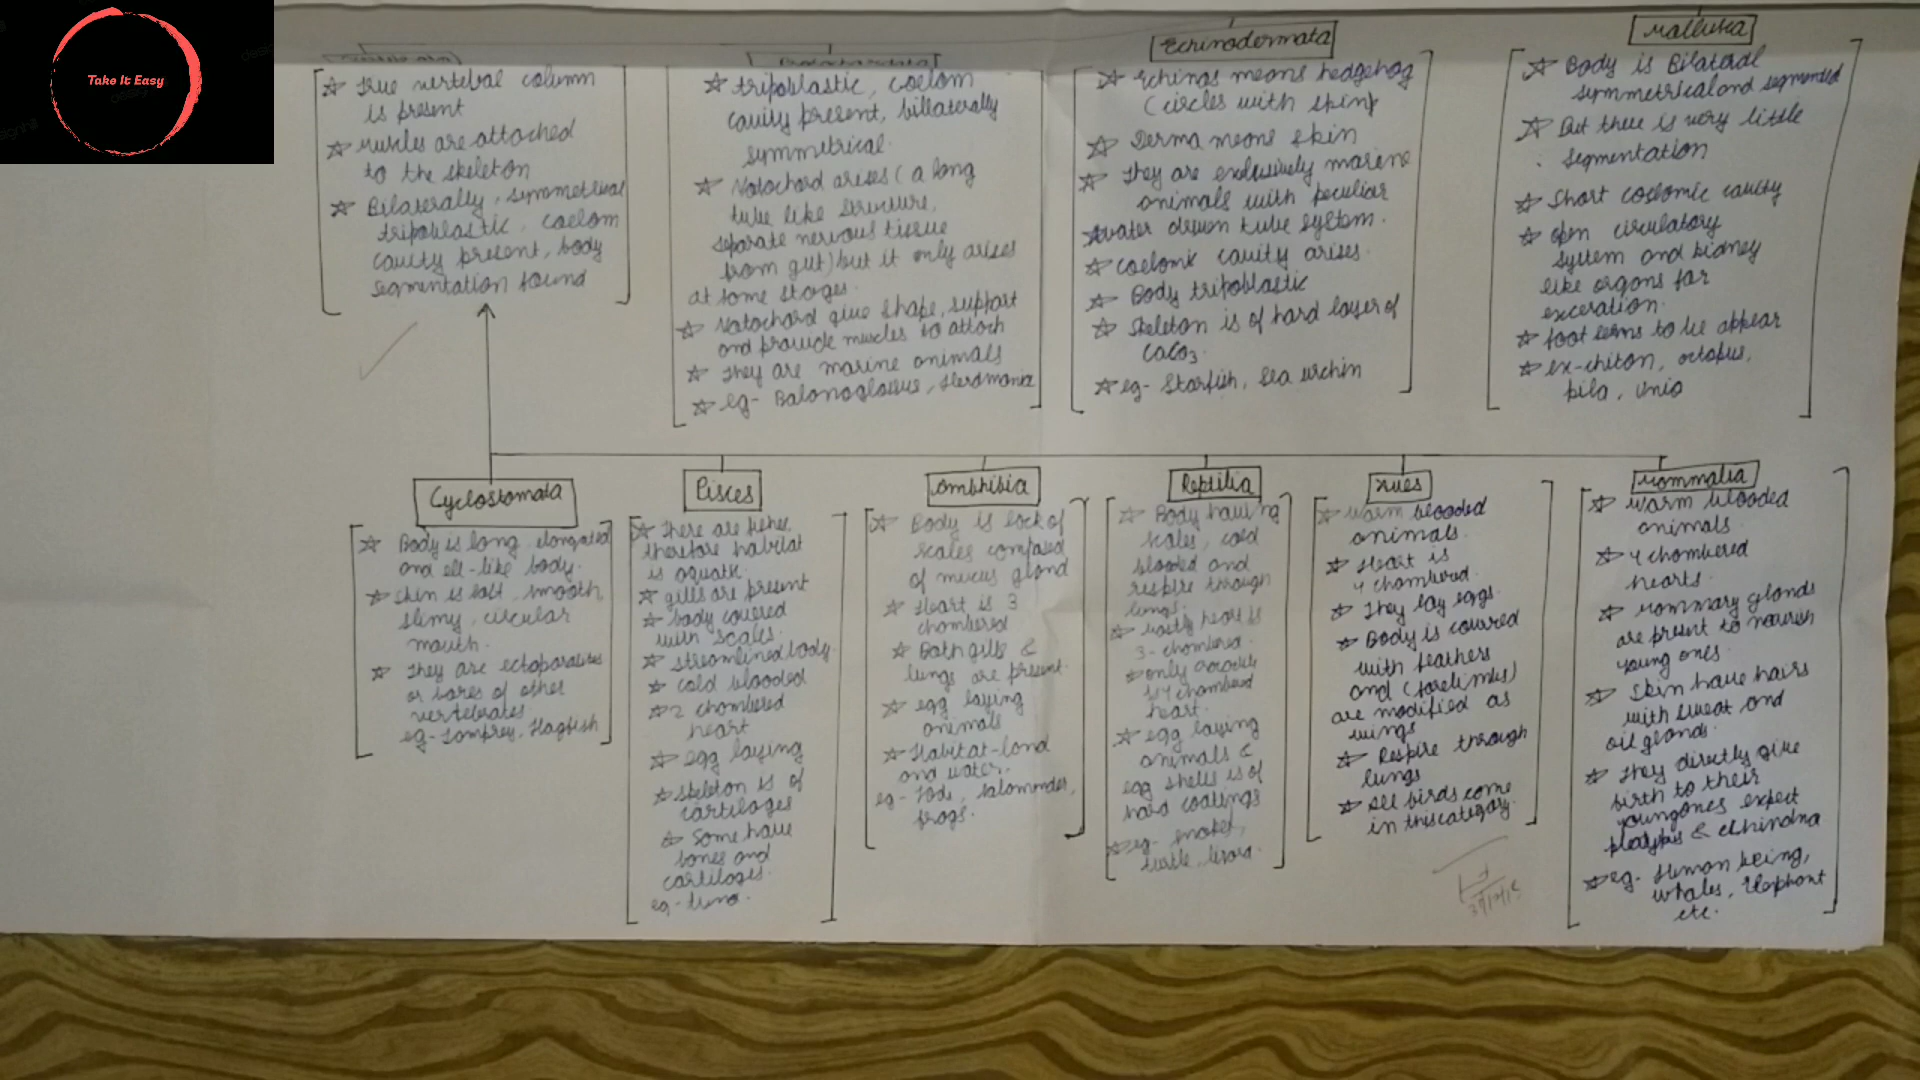 Take It Easy
Echinodermata
Malluska
☆ True vertebral column
is present
☆ Muscles are attached
to the skeleton
☆ Bilaterally, symmetrical
tripoblastic, coelom
cavity present, body
segmentation found
☆ tripoblastic, coelom
cavity present, billaterally
symmetrical.
☆ Notochord arises (a long
tube like structure,
separate nervous tissue
from gut) but it only arises
at some stages.
☆ Notochord give shape, support
and provide muscles to attach
☆ They are marine animals
☆ eg- Balanoglossus, Herdmania
☆ Echinos means hedgehog
(circles with
☆ Derma means skin
☆ They are exclusively marine
animals with peculiar
☆ water driven tube system.
☆ Coelomic cavity arises.
☆ Body tripoblastic
☆ Skeleton is of hard layer of
CaCO3.
☆ eg- Starfish, Sea urchin
☆ Body is Bilateral
symmetrical and segmented
☆ But there is very little
segmentation
☆ Short coelomic cavity
☆ open circulatory
system and kidney
like organs for
exceration.
☆ foot seems to be appear
☆ ex-chiton, octopus,
pila, Unio
Cyclostomata
Pisces
Amphibia
Reptilia
Aves
Mammalia
☆ Body is long, elongated
and ell-like body.
☆ Skin is soft, smooth,
slimy, circular
mouth.
☆ They are ectoparasites
or bores of other
vertebrates.
eg- Lamprey, Hagfish
☆ There are fishes,
therefore habitat
is aquatic.
☆ gills are present
☆ body covered
with scales.
☆ streamlined body.
☆ cold blooded
☆ 2 chambered
heart
☆ egg laying
☆ Skeleton is of
cartilages
☆ Some have
bones and
cartilages.
eg- tuna.
☆ Body is lack of
scales compased
of mucus gland
☆ Heart is 3
chambered
☆ Both gills &
lungs are present.
☆ egg laying
animals
☆ Habitat-land
and water.
eg- Tods, salamander,
frogs.
☆ Body having
scales, cold
blooded and
respire through
lungs.
☆ Mostly heart is
3-chambered.
☆ only
4 chambered
heart.
☆ egg laying
animals &
egg shells is of
hard coatings
☆ eg- snakes,
turtle,
☆ Warm blooded
animals.
☆ Heart is
4 chambered.
☆ They lay eggs.
☆ Body is covered
with feathers
and (forelimbs)
are modified as
wings
☆ Respire through
lungs
☆ All birds come
in this category.
☆ Warm blooded
animals.
☆ 4 chambered
hearts.
☆ Mammary glands
are present to nourish
young ones.
☆ Skin have hairs
with sweat and
oil glands.
☆ They directly give
birth to their
youngones expect
platypus & echindna
☆ eg. Human being,
whales, Elephant
etc.